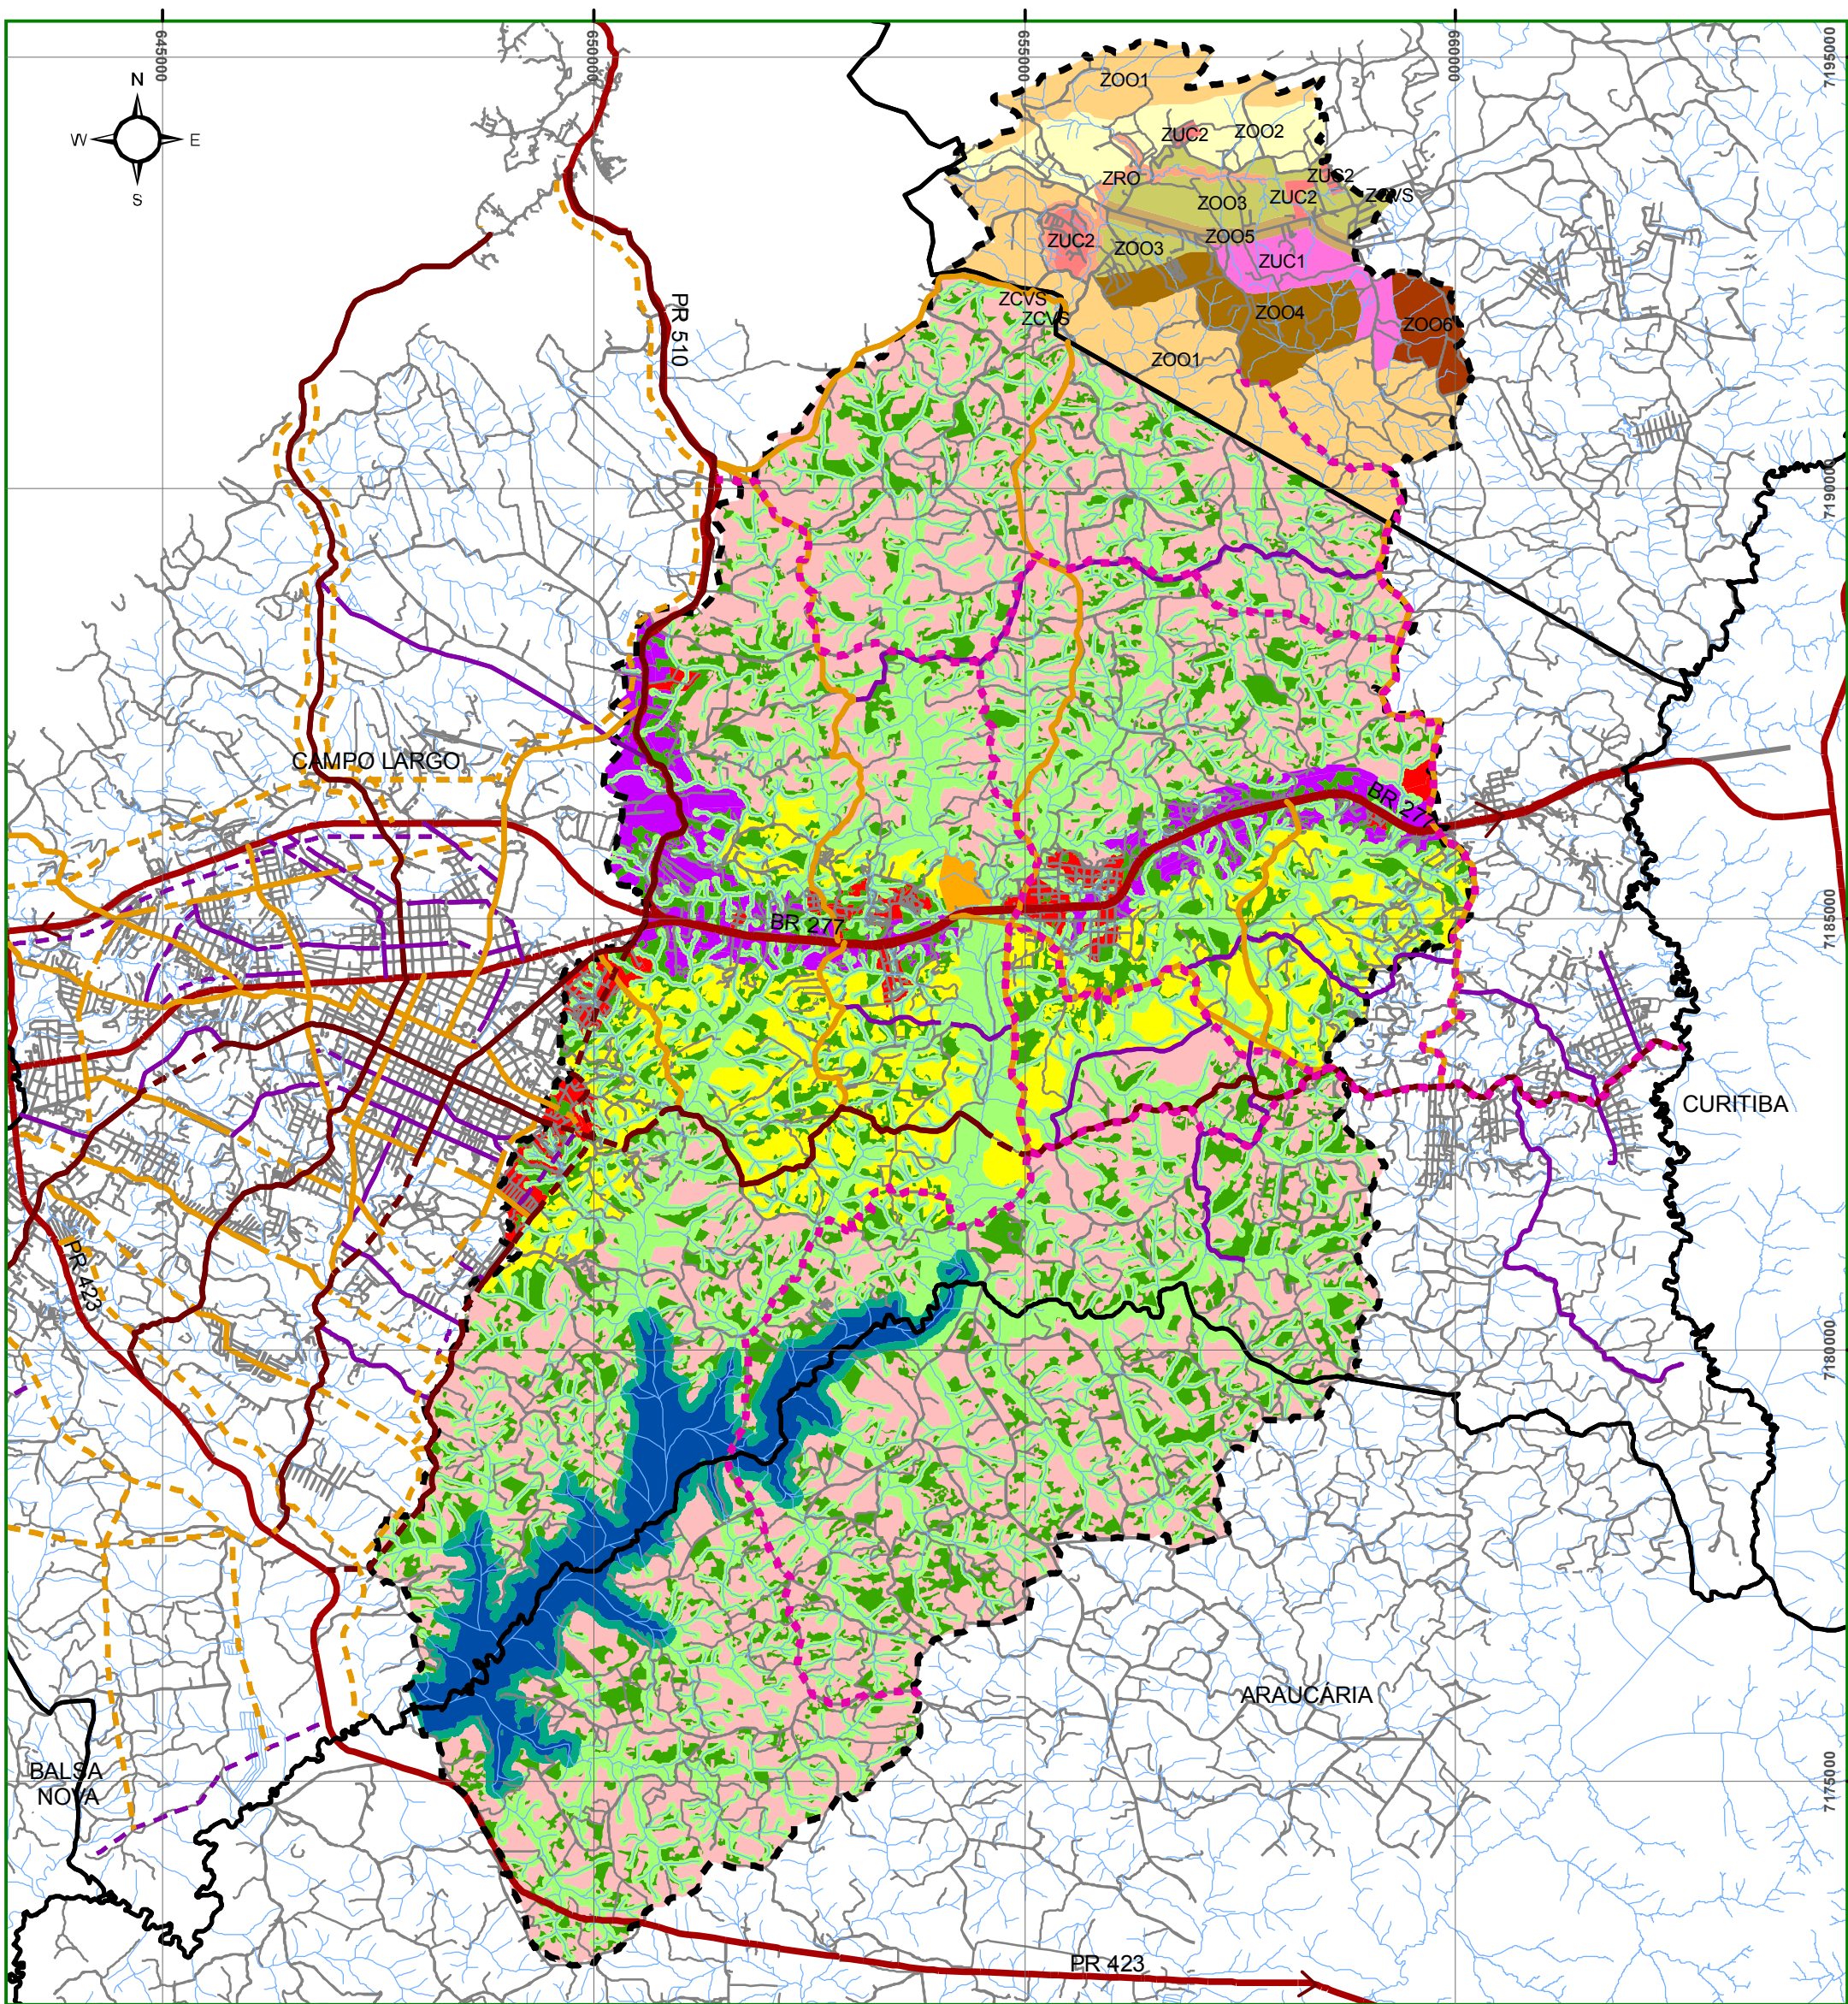 645000
650000
655000
660000
7195000
N
W
E
S
ZOO1
ZUC2
ZOO2
ZRO
ZUC2
ZUC2
ZCVS
ZOO3
ZUC2
ZOO3
ZOO5
ZUC1
ZCVS
ZCVS
ZOO4
ZOO6
ZOO1
PR 510
7190000
CAMPO LARGO
BR 277
BR 277
7185000
CURITIBA
PR 423
7180000
ARAUCÁRIA
BALSA
NOVA
7175000
PR 423